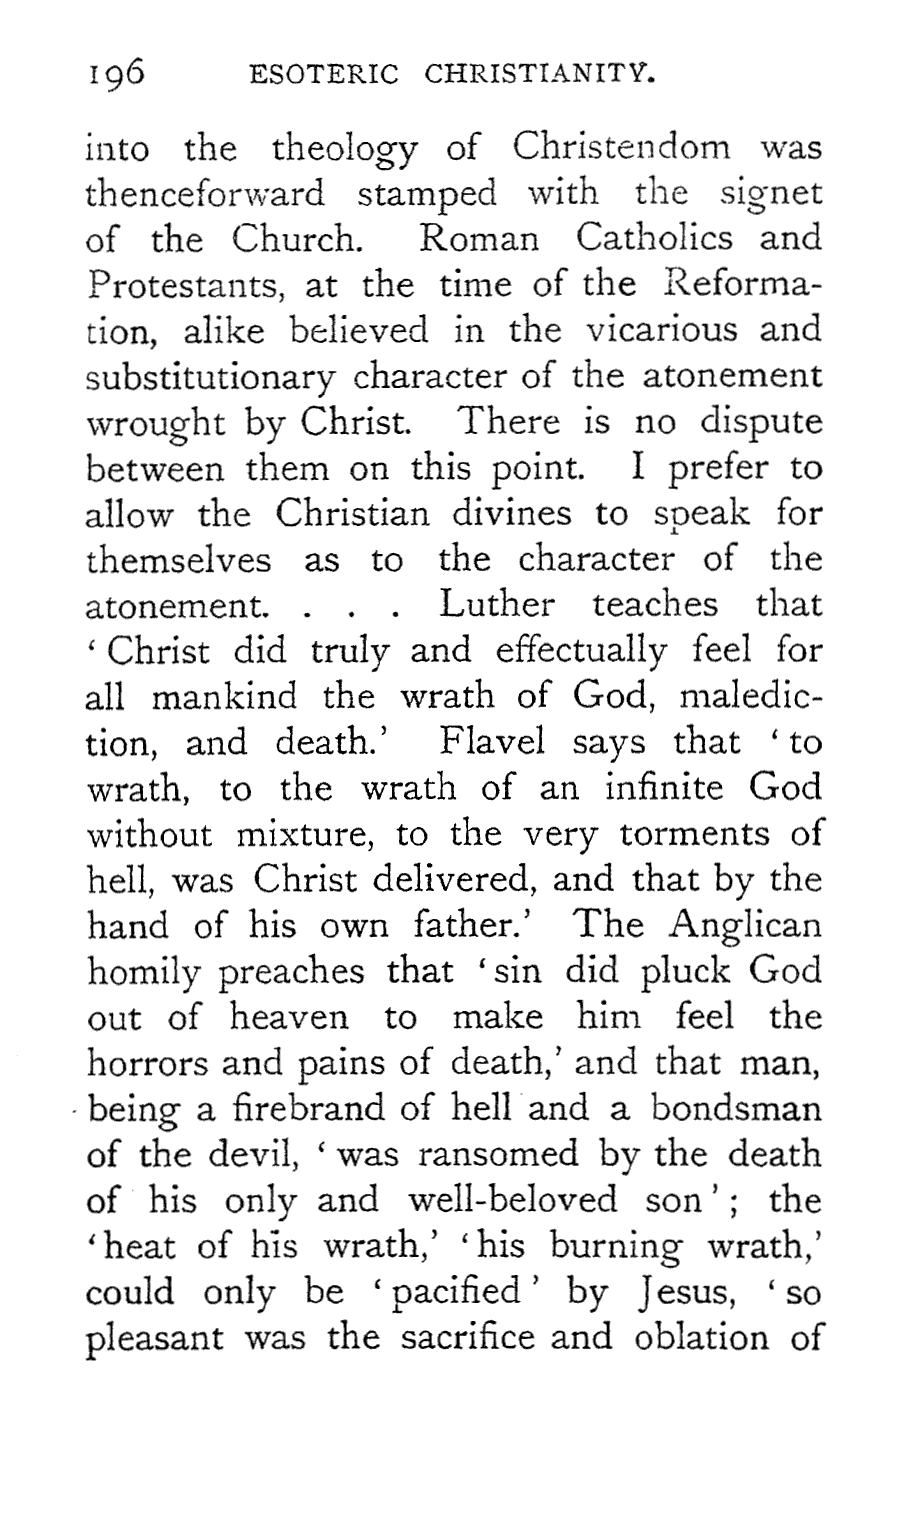 196 ESOTERIC CHRISTIANITY.
into the theology of Christendom was
thenceforward stamped with the signet
of the Church. Roman Catholics and
Protestants, at the time of the Reforma-
tion, alike believed in the vicarious and
substitutionary character of the atonement
wrought by Christ. There is no dispute
between them on this point. I prefer to
allow the Christian divines to speak for
themselves as to the character of the
atonement. . . . Luther teaches that
‘ Christ did truly and effectually feel for
all mankind the wrath of God, maledic-
tion, and death.’ Flavel says that ‘ to
wrath, to the wrath of an infinite God
without mixture, to the very torments of
hell, was Christ delivered, and that by the
hand of his own father.’ The Anglican
homily preaches that ‘ sin did pluck God
out of heaven to make him feel the
horrors and pains of death,’ and that man,
being a firebrand of hell and a bondsman
of the devil, ‘ was ransomed by the death
of his only and well-beloved son ’ ; the
‘ heat of his wrath,’ ‘ his burning wrath,’
could only be ‘ pacified ’ by Jesus, ‘ so
pleasant was the sacrifice and oblation of